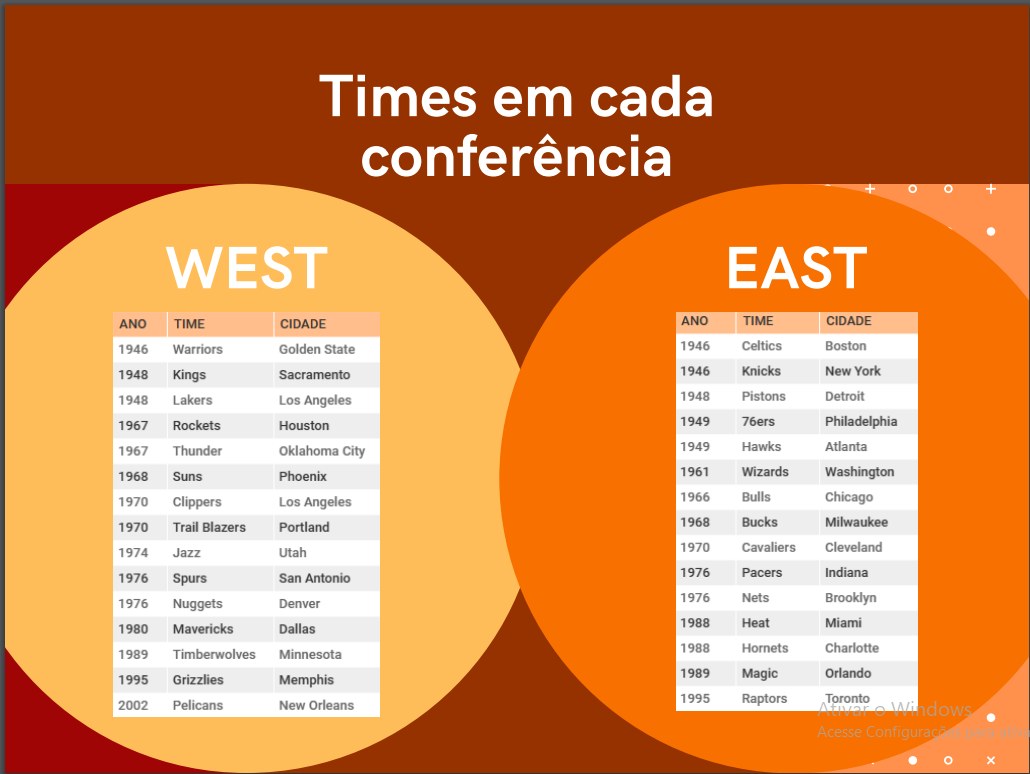 Times em cada
conferência
WEST
ANO TIME CIDADE
1946 Warriors Golden State
1948 Kings Sacramento
1948 Lakers Los Angeles
1967 Rockets Houston
1967 Thunder Oklahoma City
1968 Suns Phoenix
1970 Clippers Los Angeles
1970 Trail Blazers Portland
1974 Jazz Utah
1976 Spurs San Antonio
1976 Nuggets Denver
1980 Mavericks Dallas
1989 Timberwolves Minnesota
1995 Grizzlies Memphis
2002 Pelicans New Orleans
EAST
ANO TIME CIDADE
1946 Celtics Boston
1946 Knicks New York
1948 Pistons Detroit
1949 76ers Philadelphia
1949 Hawks Atlanta
1961 Wizards Washington
1966 Bulls Chicago
1968 Bucks Milwaukee
1970 Cavaliers Cleveland
1976 Pacers Indiana
1976 Nets Brooklyn
1988 Heat Miami
1988 Hornets Charlotte
1989 Magic Orlando
1995 Raptors Toronto
Ativar o Windows
Acesse Configurações para